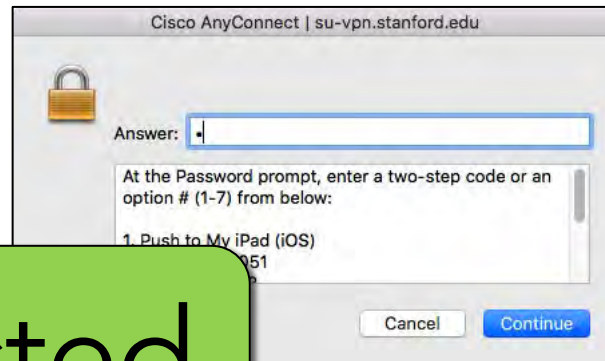 Cisco AnyConnect | su-vpn.stanford.edu
Answer: •
At the Password prompt, enter a two-step code or an
option # (1-7) from below:
1. Push to My iPad (iOS)
051
Cancel Continue